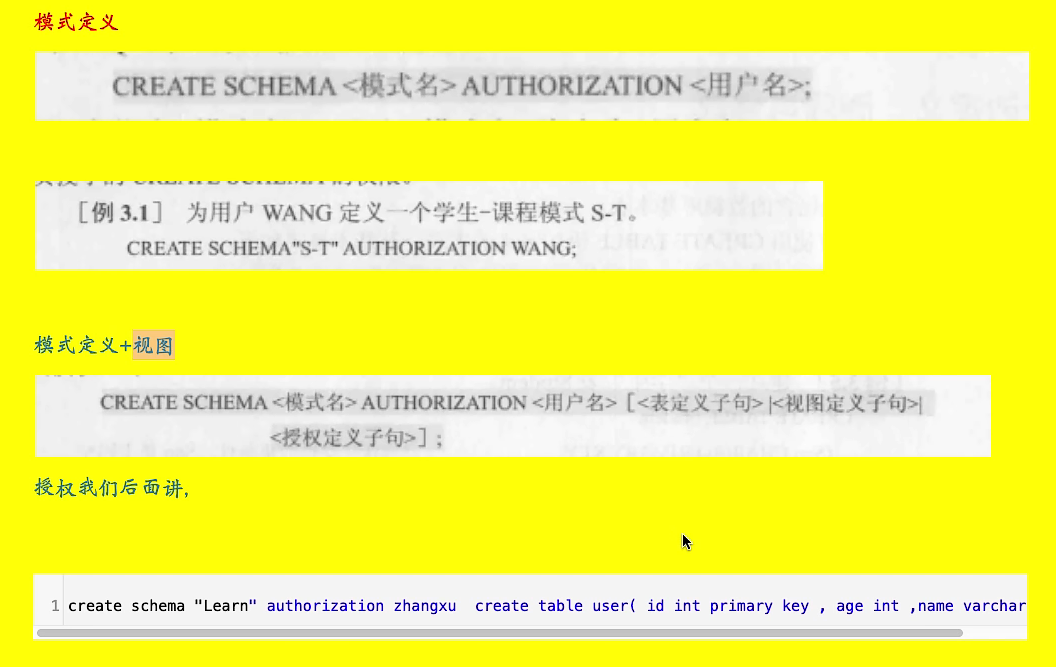 模式定义
CREATE SCHEMA <模式名> AUTHORIZATION <用户名>;
［例 3.1］ 为用户 WANG 定义一个学生-课程模式 S-T。
CREATE SCHEMA"S-T" AUTHORIZATION WANG;
模式定义+视图
CREATE SCHEMA <模式名> AUTHORIZATION <用户名>［<表定义子句>|<视图定义子句>|
<授权定义子句>］;
授权我们后面讲,
1 create schema "Learn" authorization zhangxu  create table user( id int primary key , age int ,name varchar